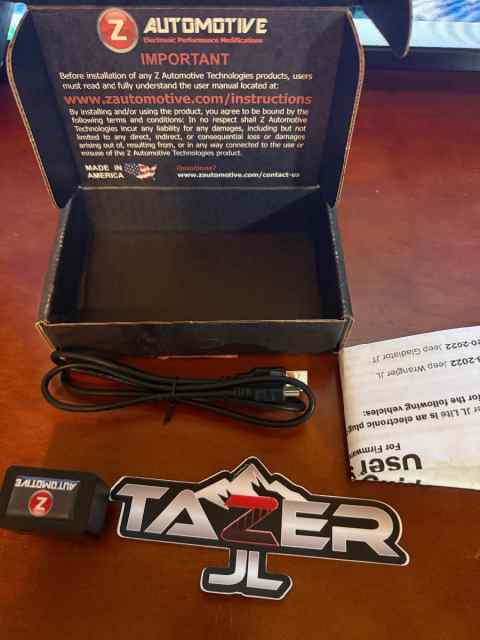 Z AUTOMOTIVE
Electronic Performance Modifications
IMPORTANT
Before installation of any Z Automotive Technologies products, users
must read and fully understand the user manual located at:
www.zautomotive.com/instructions
By installing and/or using the product, you agree to be bound by the
following terms and conditions: In no respect shall Z Automotive
Technologies incur any liability for any damages, including but not
limited to any direct, indirect, or consequential loss or damages
arising out of, resulting from, or in any way connected to the use or
misuse of the Z Automotive Technologies product.
MADE IN
AMERICA
Questions?
www.zautomotive.com/contact-us
User
For Firmwa
r JL Lite is an electronic plug
or the following vehicles:
-2022 Jeep Wrangler JL
20-2022 Jeep Gladiator JT
Z
AUTOMOTIVE
TAZER
JL